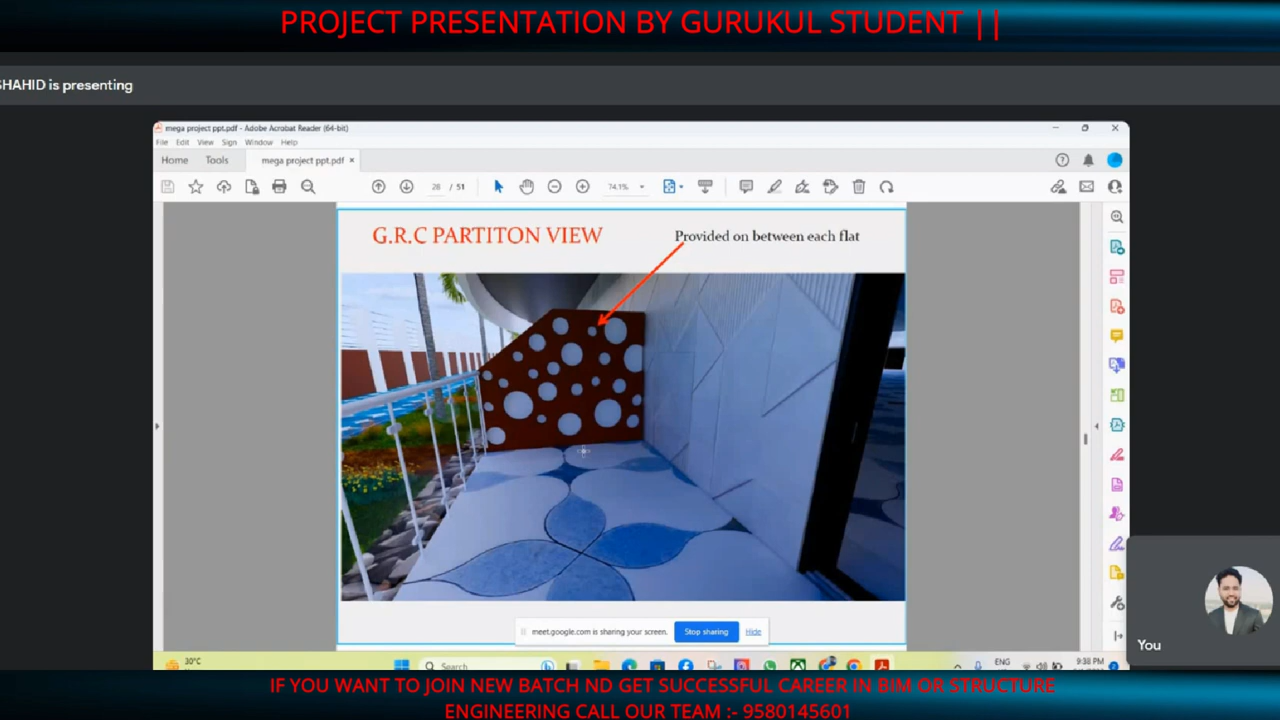 PROJECT PRESENTATION BY GURUKUL STUDENT ||
SHAHID is presenting
mega project ppt.pdf - Adobe Acrobat Reader (64-bit)
File Edit View Sign Window Help
Home Tools mega project ppt.pdf ×
28 / 51 74.1%
G.R.C PARTITON VIEW
Provided on between each flat
meet.google.com is sharing your screen. Stop sharing Hide
You
30°C Search ENG 9:38 PM
IF YOU WANT TO JOIN NEW BATCH ND GET SUCCESSFUL CAREER IN BIM OR STRUCTURE
ENGINEERING CALL OUR TEAM :- 9580145601